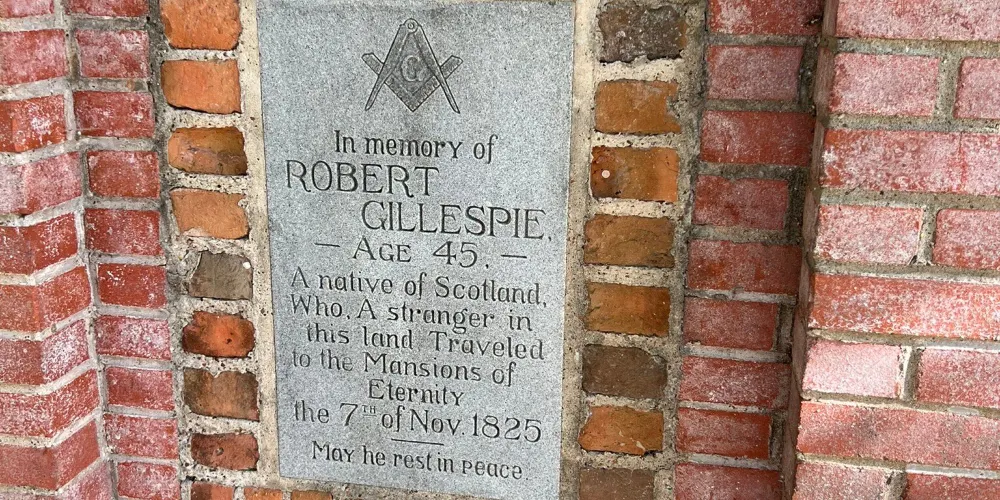 G
In memory of
ROBERT
GILLESPIE.
— AGE 45. —
A native of Scotland,
Who, A stranger in
this land Traveled
to the Mansions of
Eternity
the 7TH of Nov. 1825
May he rest in peace.